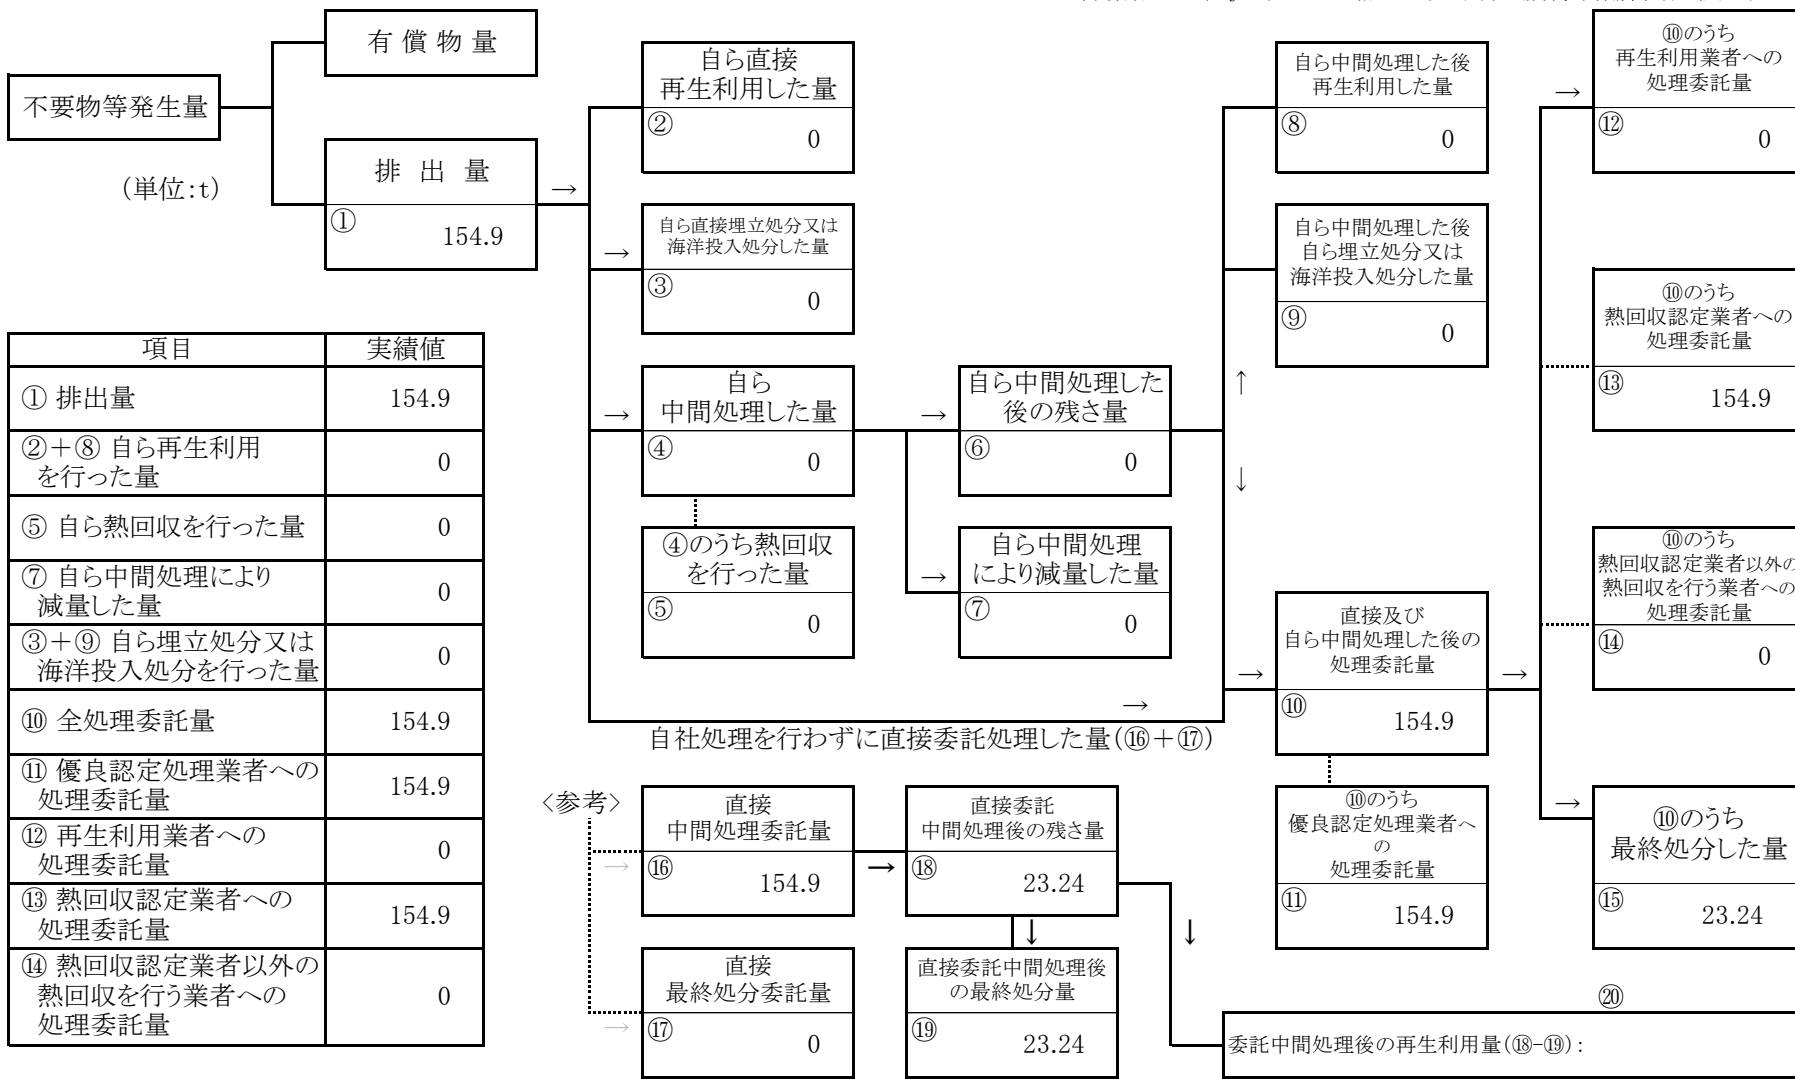 有 償 物 量
不要物等発生量
(単位:t)
排 出 量
①
154.9
→
自ら直接
再生利用した量
②
0
→
自ら直接埋立処分又は
海洋投入処分した量
③
0
→
自ら
中間処理した量
④
0
④のうち熱回収
を行った量
⑤
0
→
自ら中間処理した
後の残さ量
⑥
0
→
自ら中間処理
により減量した量
⑦
0
↑
↓
自ら中間処理した後
再生利用した量
⑧
0
自ら中間処理した後
自ら埋立処分又は
海洋投入処分した量
⑨
0
→
自社処理を行わずに直接委託処理した量(⑯+⑰)
→
直接及び
自ら中間処理した後の
処理委託量
⑩
154.9
⑩のうち
優良認定処理業者へ
の
処理委託量
⑪
154.9
→
→
⑩のうち
再生利用業者への
処理委託量
⑫
0
⑩のうち
熱回収認定業者への
処理委託量
⑬
154.9
⑩のうち
熱回収認定業者以外の
熱回収を行う業者への
処理委託量
⑭
0
→
⑩のうち
最終処分した量
⑮
23.24
項目 実績値
① 排出量 154.9
②+⑧ 自ら再生利用
を行った量 0
⑤ 自ら熱回収を行った量 0
⑦ 自ら中間処理により
減量した量 0
③+⑨ 自ら埋立処分又は
海洋投入処分を行った量 0
⑩ 全処理委託量 154.9
⑪ 優良認定処理業者への
処理委託量 154.9
⑫ 再生利用業者への
処理委託量 0
⑬ 熱回収認定業者への
処理委託量 154.9
⑭ 熱回収認定業者以外の
熱回収を行う業者への
処理委託量 0
〈参考〉
→
直接
中間処理委託量
⑯
154.9
→
直接委託
中間処理後の残さ量
⑱
23.24
↓
↓
→
直接
最終処分委託量
⑰
0
直接委託中間処理後
の最終処分量
⑲
23.24
⑳
委託中間処理後の再生利用量(⑱-⑲):